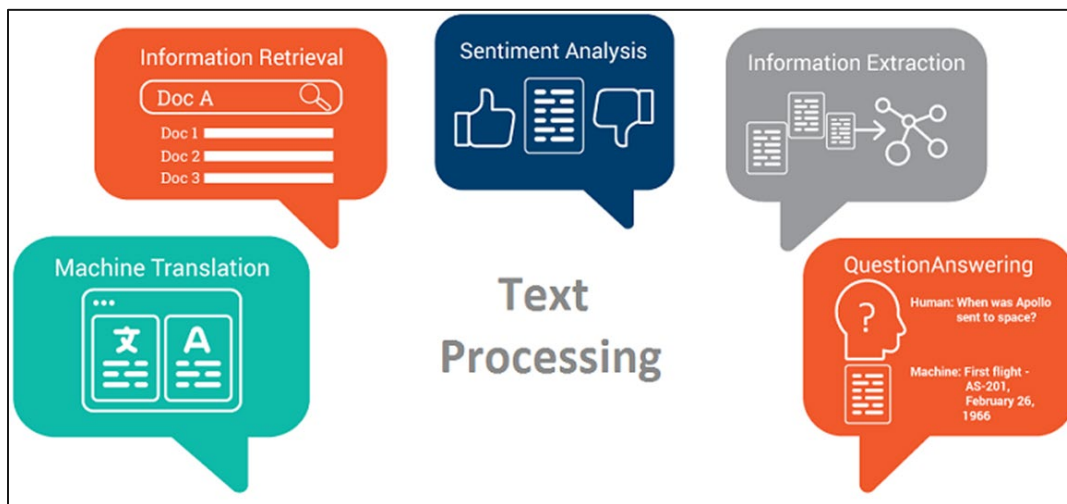 Information Retrieval
Doc A
Doc 1
Doc 2
Doc 3
Sentiment Analysis
Information Extraction
Machine Translation
文
A
Text
Processing
QuestionAnswering
?
Human: When was Apollo
sent to space?
Machine: First flight -
AS-201,
February 26,
1966